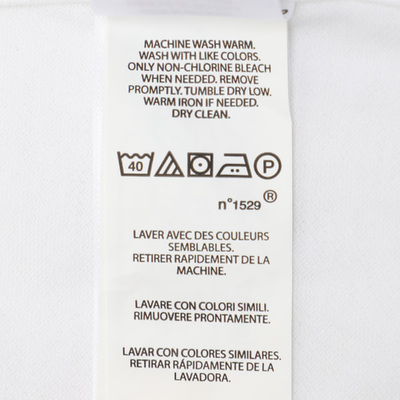 MACHINE WASH WARM.
WASH WITH LIKE COLORS.
ONLY NON-CHLORINE BLEACH
WHEN NEEDED. REMOVE
PROMPTLY. TUMBLE DRY LOW.
WARM IRON IF NEEDED.
DRY CLEAN.
40 P
n°1529 ®
LAVER AVEC DES COULEURS
SEMBLABLES.
RETIRER RAPIDEMENT DE LA
MACHINE.
LAVARE CON COLORI SIMILI.
RIMUOVERE PRONTAMENTE.
LAVAR CON COLORES SIMILARES.
RETIRAR RÁPIDAMENTE DE LA
LAVADORA.